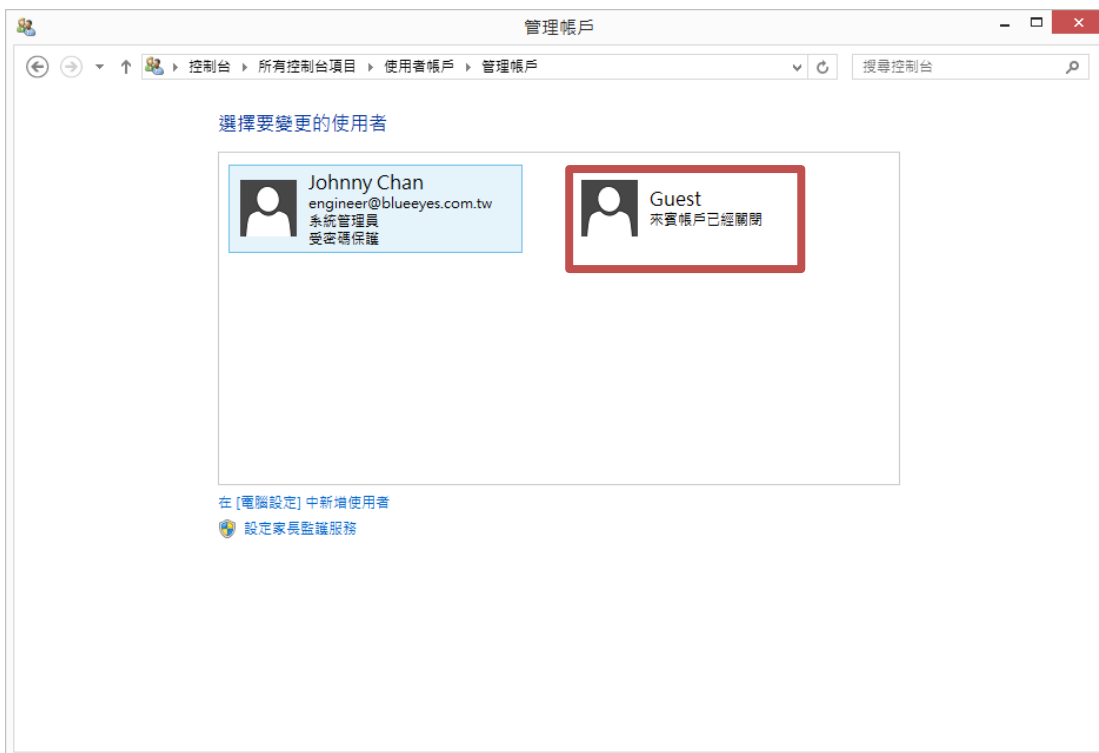 管理帳戶
控制台 ▸ 所有控制台項目 ▸ 使用者帳戶 ▸ 管理帳戶
搜尋控制台
選擇要變更的使用者
Johnny Chan
engineer@blueeyes.com.tw
系統管理員
受密碼保護
Guest
來賓帳戶已經關閉
在 [電腦設定] 中新增使用者
設定家長監護服務